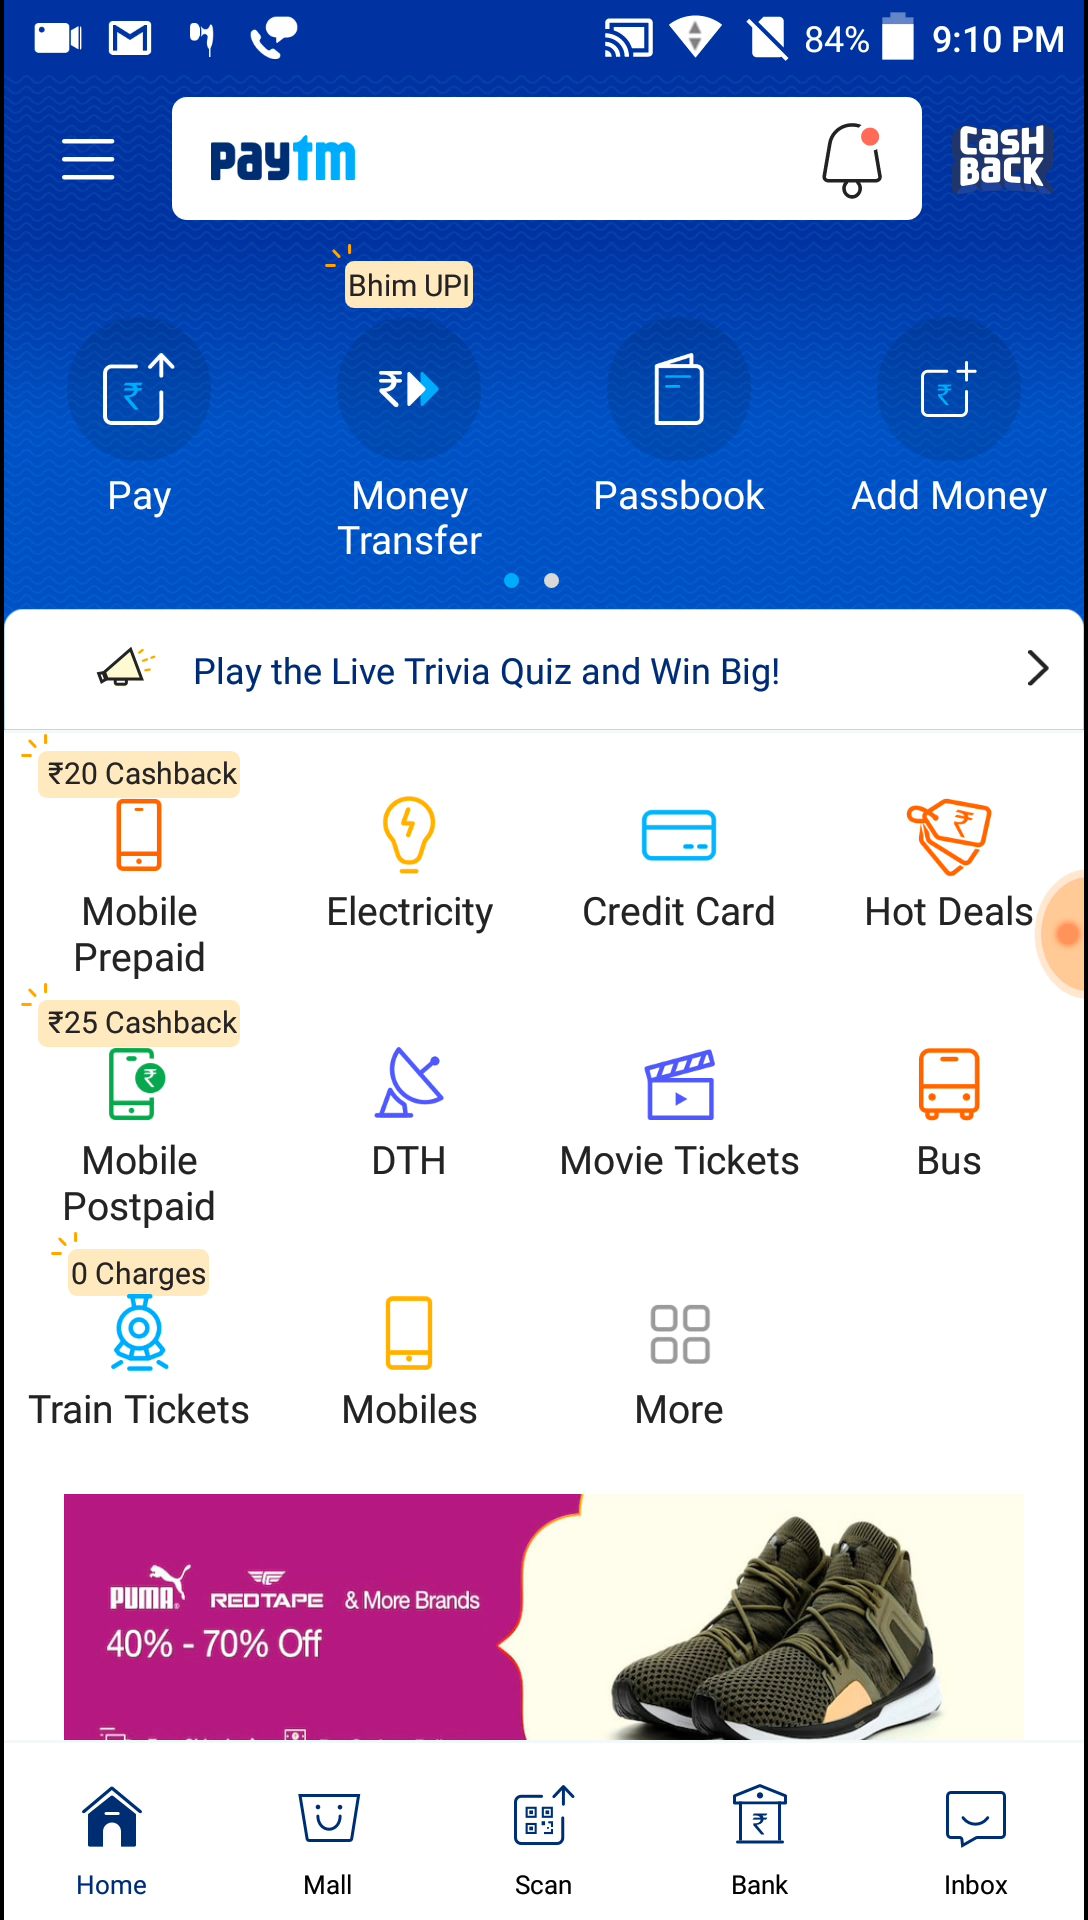 84% 9:10 PM
paytm
CASH
BACK
Bhim UPI
Pay
Money
Transfer
Passbook
Add Money
Play the Live Trivia Quiz and Win Big!
₹20 Cashback
Mobile
Prepaid
Electricity
Credit Card
Hot Deals
₹25 Cashback
Mobile
Postpaid
DTH
Movie Tickets
Bus
0 Charges
Train Tickets
Mobiles
More
PUMA REDTAPE & More Brands
40% - 70% Off
Home
Mall
Scan
Bank
Inbox